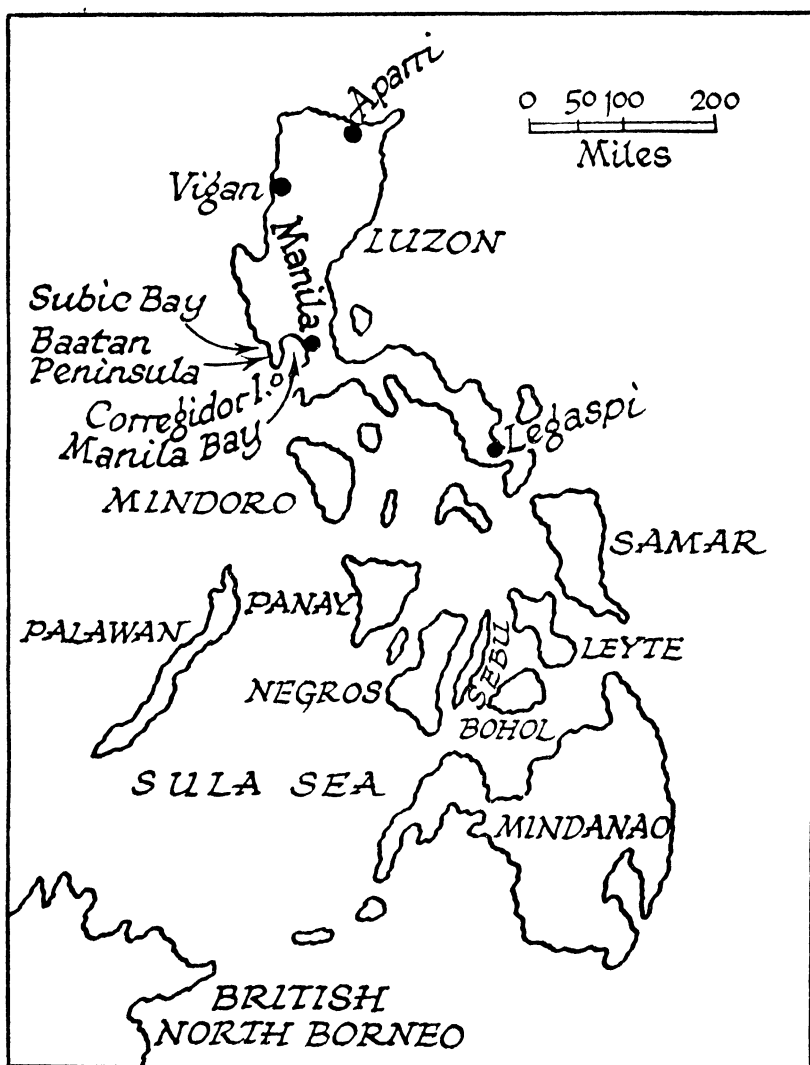 Aparri
0 50 100 200
Miles
Vigan
Manila
LUZON
Subic Bay
Baatan
Peninsula
Corregidor I.
Manila Bay
Legaspi
MINDORO
SAMAR
PANAY
PALAWAN
LEYTE
SEBU
NEGROS
BOHOL
SULA SEA
MINDANAO
BRITISH
NORTH BORNEO